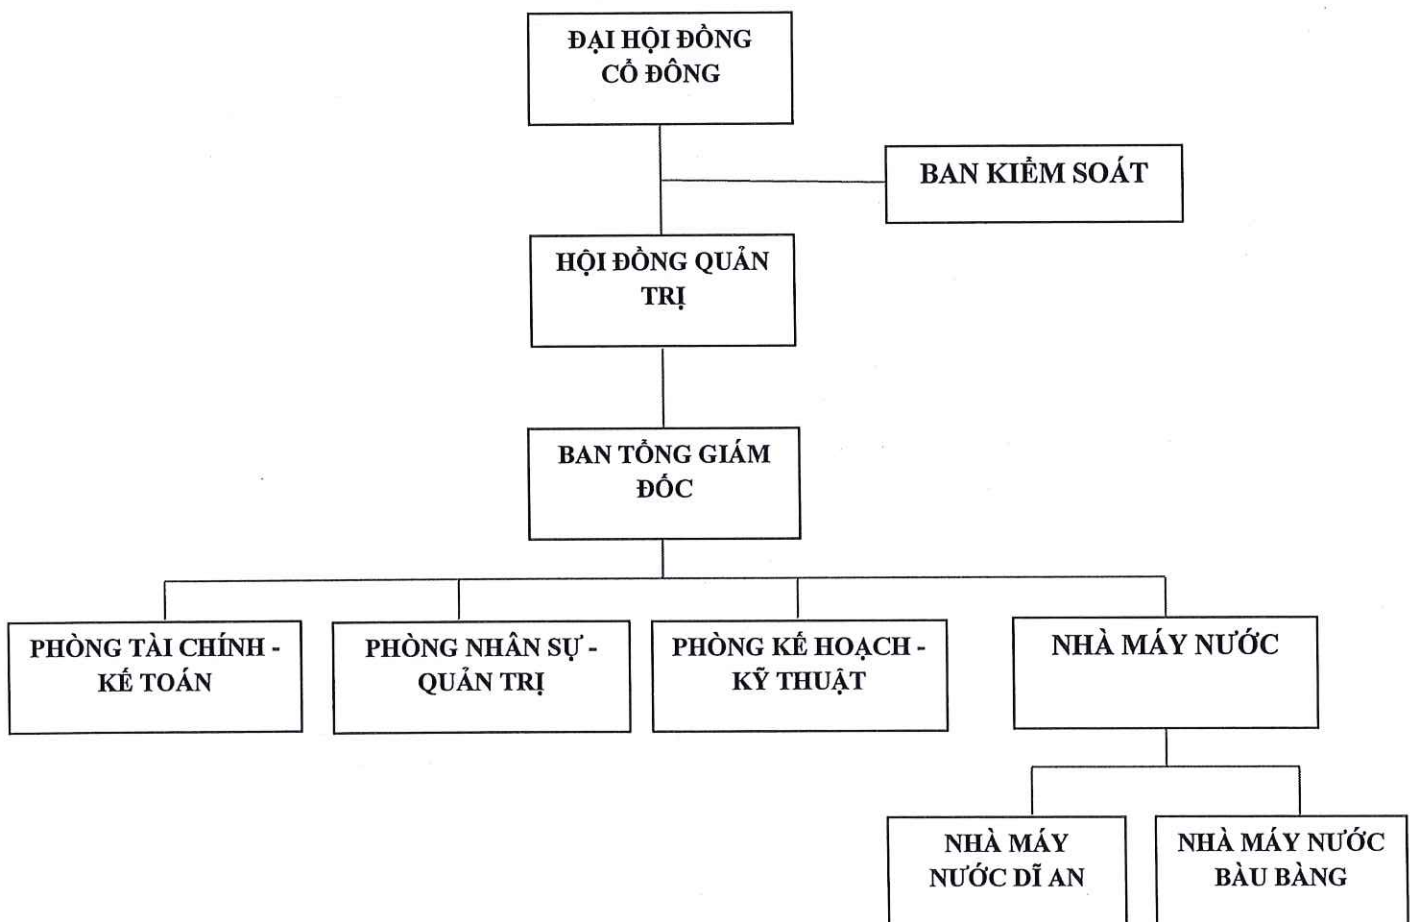 ĐẠI HỘI ĐỒNG
CỔ ĐÔNG
BAN KIỂM SOÁT
HỘI ĐỒNG QUẢN
TRỊ
BAN TỔNG GIÁM
ĐỐC
PHÒNG TÀI CHÍNH -
KẾ TOÁN
PHÒNG NHÂN SỰ -
QUẢN TRỊ
PHÒNG KẾ HOẠCH -
KỸ THUẬT
NHÀ MÁY NƯỚC
NHÀ MÁY
NƯỚC DĨ AN
NHÀ MÁY NƯỚC
BÀU BÀNG